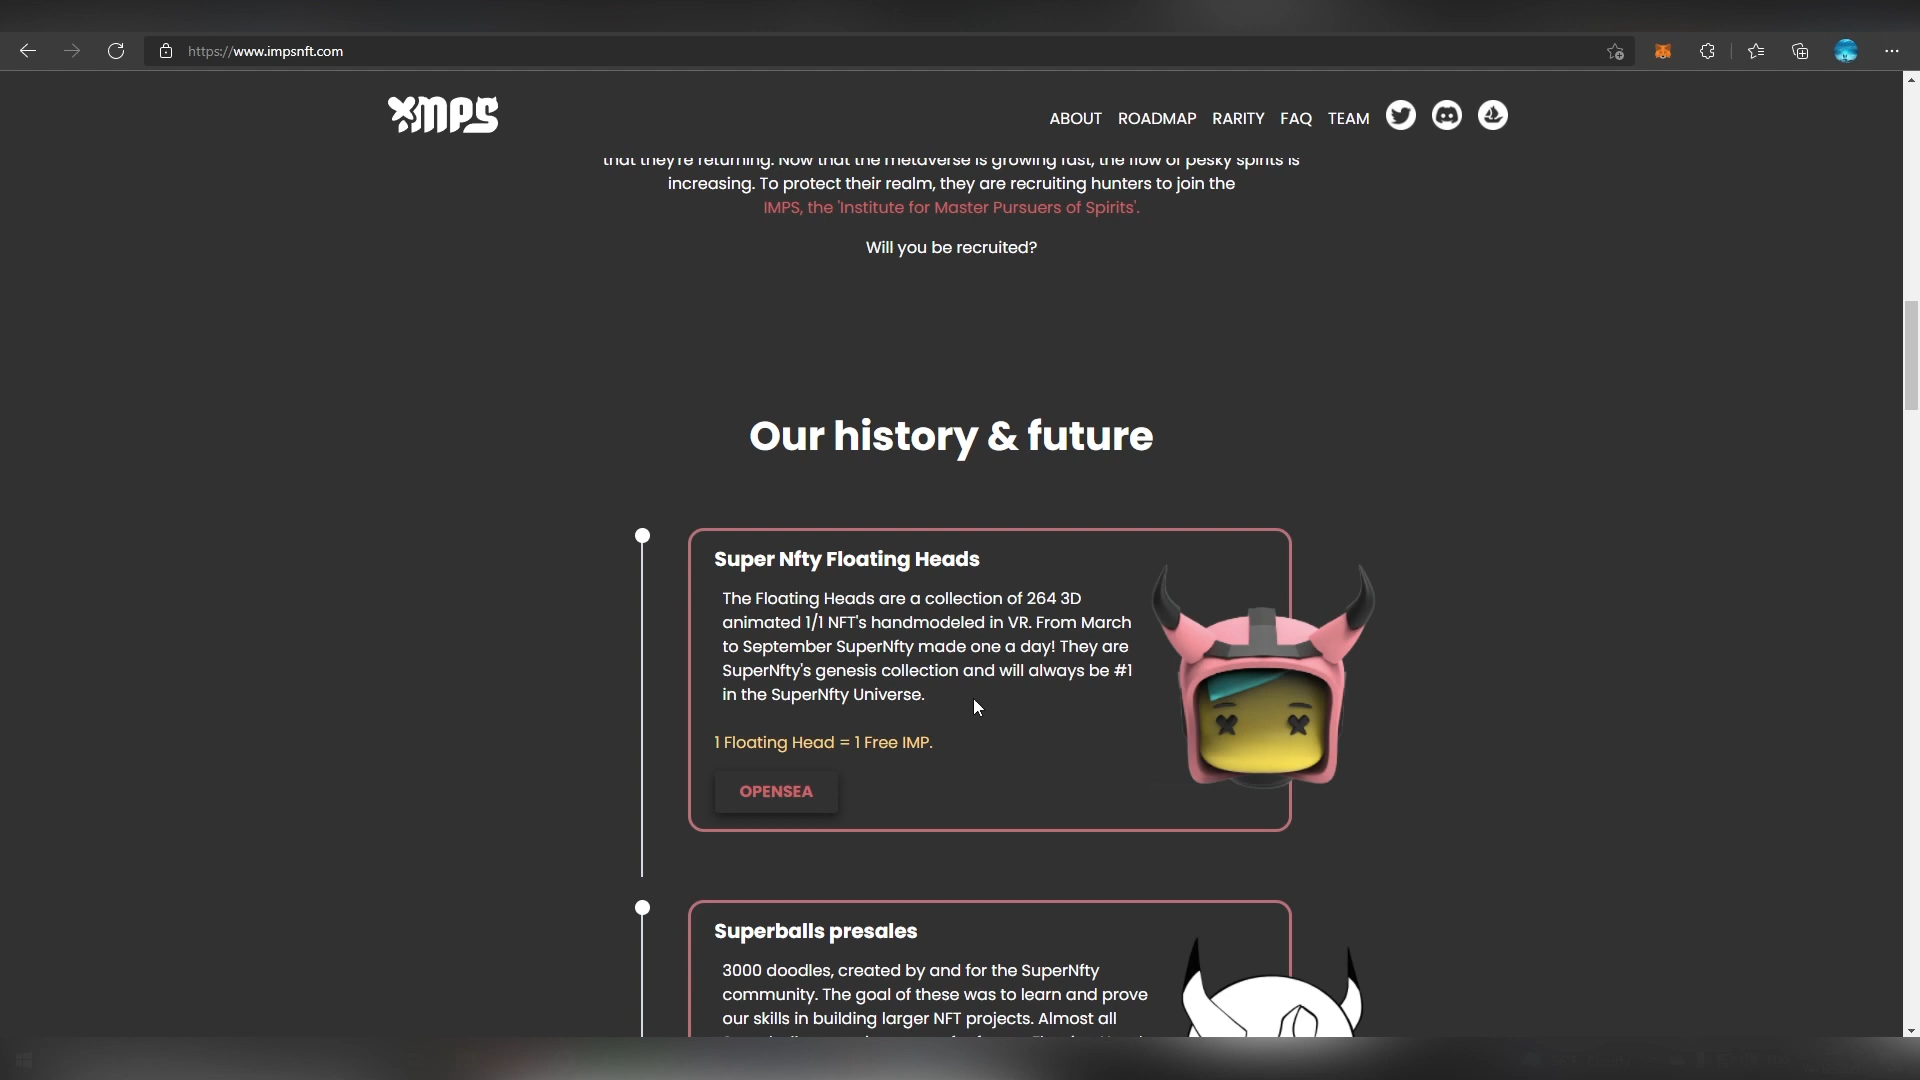 https://www.impsnft.com
IMPS
ABOUT ROADMAP RARITY FAQ TEAM
that they're returning. Now that the metaverse is growing fast, the flow of pesky spirits is
increasing. To protect their realm, they are recruiting hunters to join the
IMPS, the 'Institute for Master Pursuers of Spirits'.
Will you be recruited?
Our history & future
Super Nfty Floating Heads
The Floating Heads are a collection of 264 3D
animated 1/1 NFT's handmodeled in VR. From March
to September SuperNfty made one a day! They are
SuperNfty's genesis collection and will always be #1
in the SuperNfty Universe.
1 Floating Head = 1 Free IMP.
OPENSEA
Superballs presales
3000 doodles, created by and for the SuperNfty
community. The goal of these was to learn and prove
our skills in building larger NFT projects. Almost all